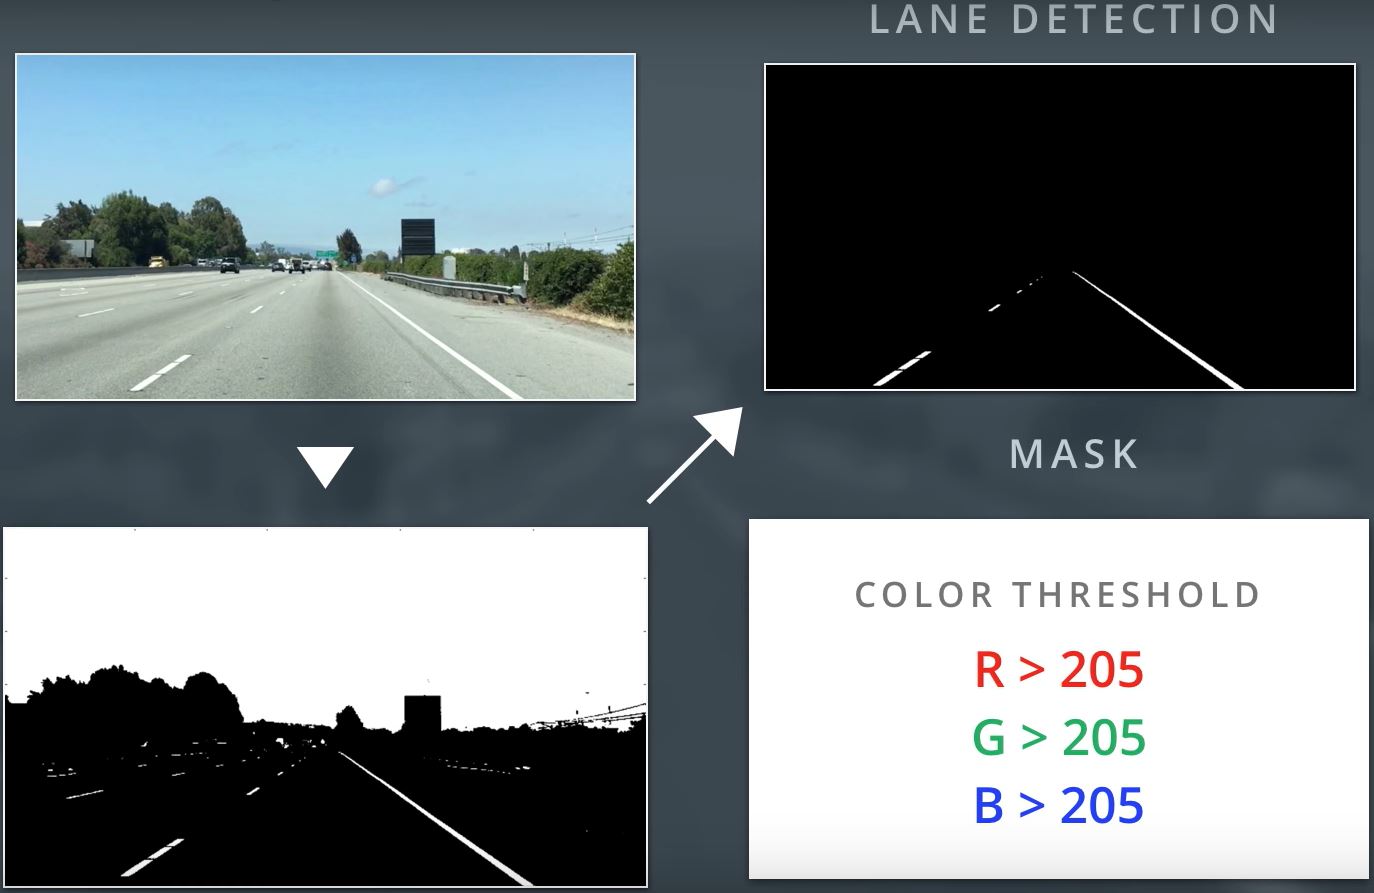 LANE DETECTION
MASK
COLOR THRESHOLD
R > 205
G > 205
B > 205